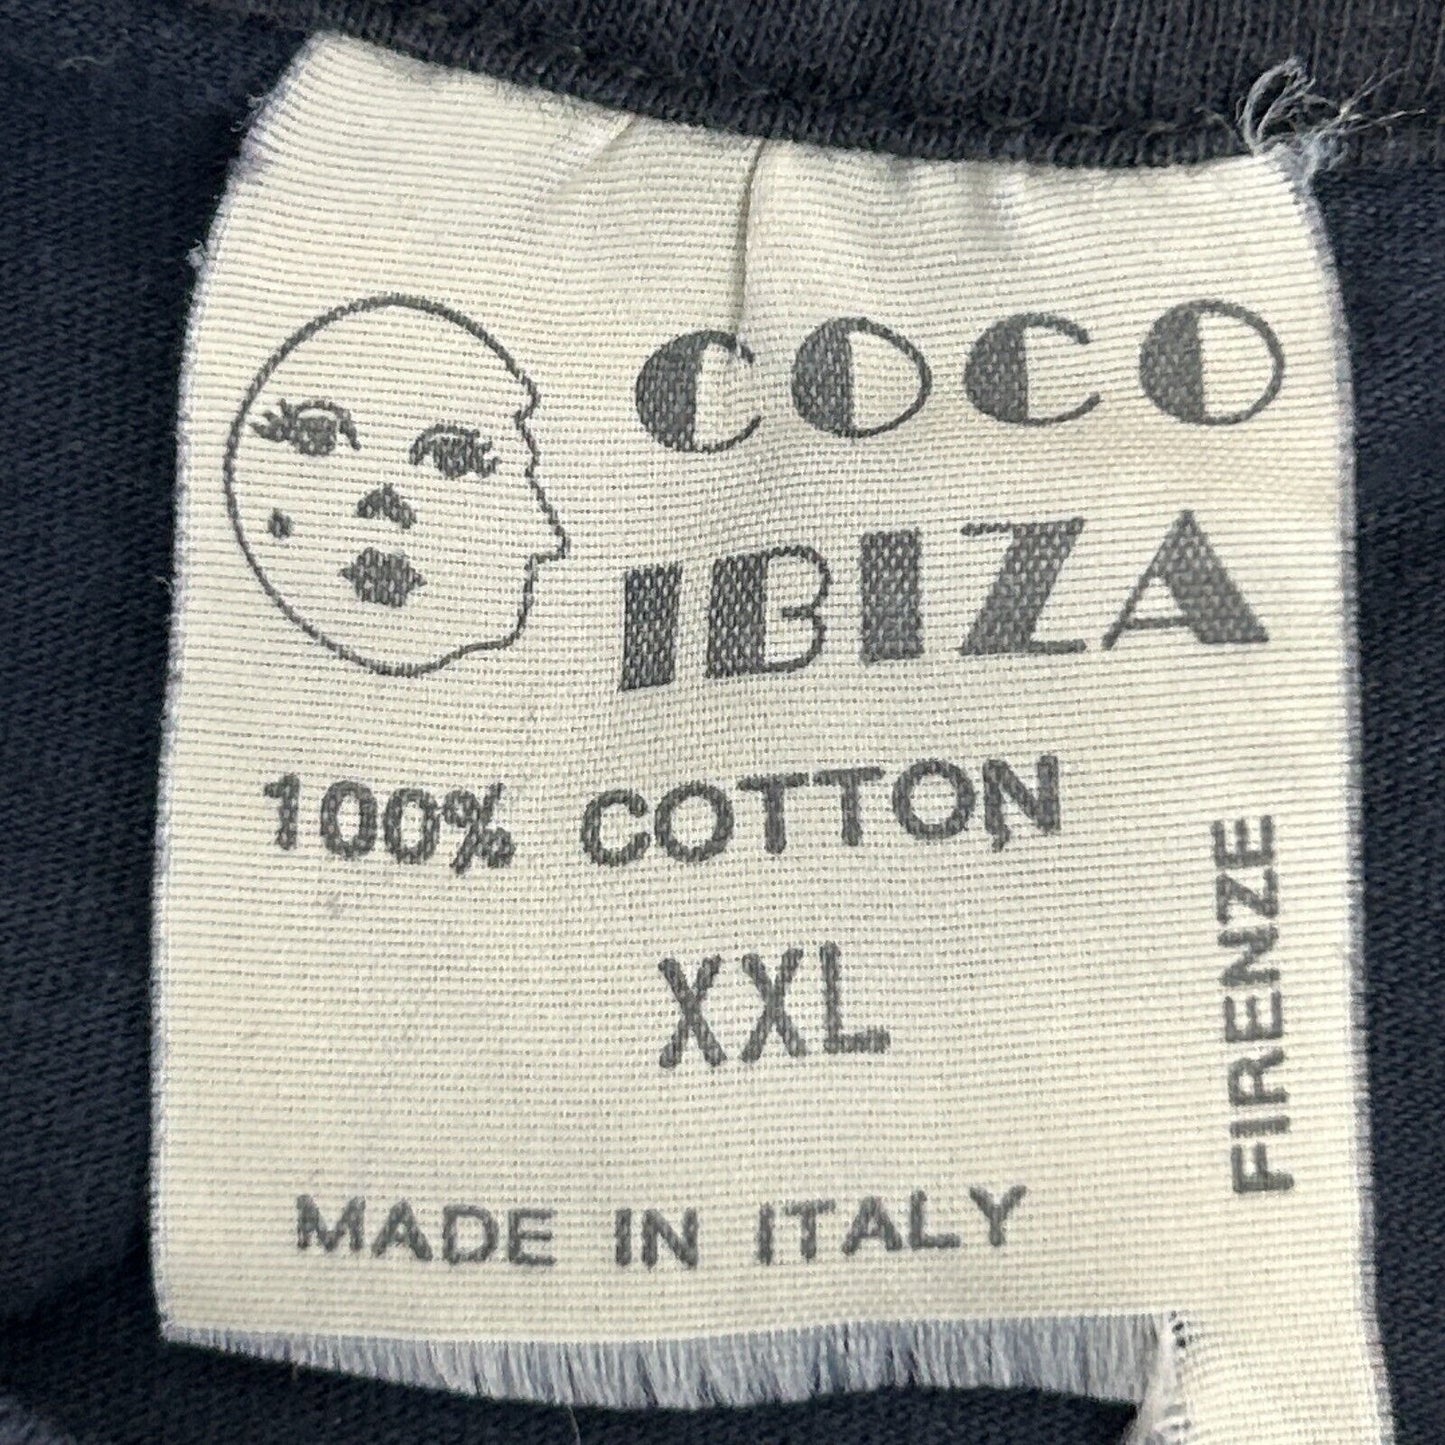 COCO
IBIZA
100% COTTON
XXL
MADE IN ITALY
FIRENZE